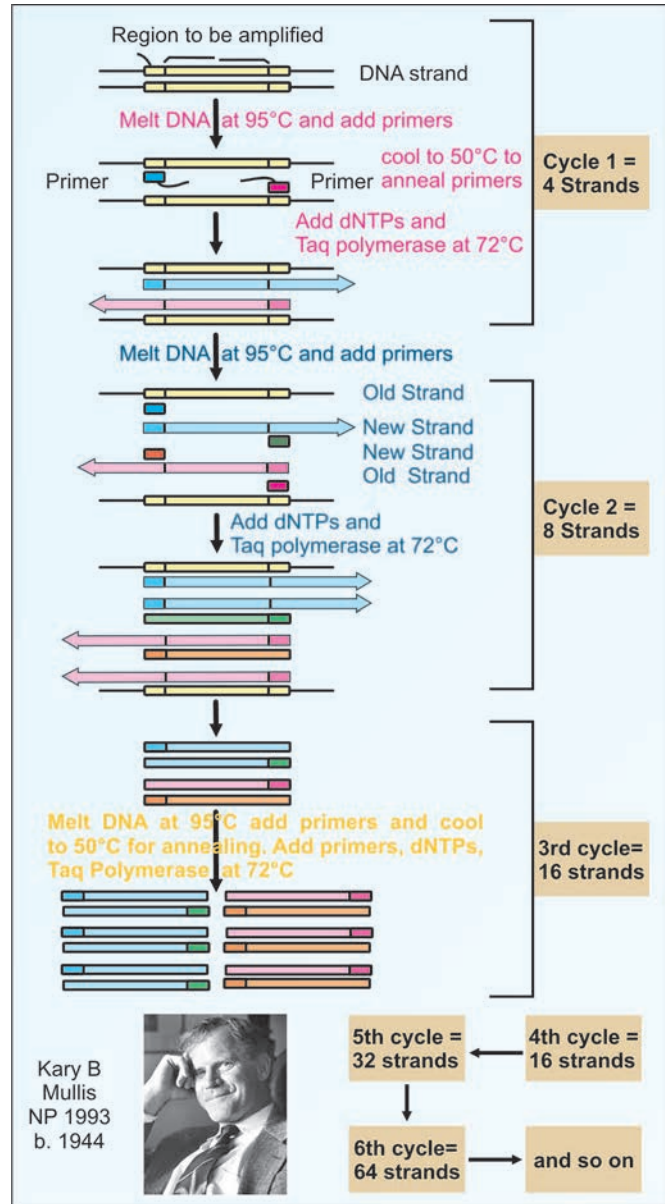 Region to be amplified
DNA strand
Melt DNA at 95°C and add primers
Primer
Primer
cool to 50°C to
anneal primers
Cycle 1 =
4 Strands
Add dNTPs and
Taq polymerase at 72°C
Melt DNA at 95°C and add primers
Old Strand
New Strand
New Strand
Old Strand
Cycle 2 =
8 Strands
Add dNTPs and
Taq polymerase at 72°C
Melt DNA at 95°C add primers and cool
to 50°C for annealing. Add primers, dNTPs,
Taq Polymerase at 72°C
3rd cycle=
16 strands
Kary B
Mullis
NP 1993
b. 1944
5th cycle =
32 strands
4th cycle =
16 strands
6th cycle=
64 strands
and so on